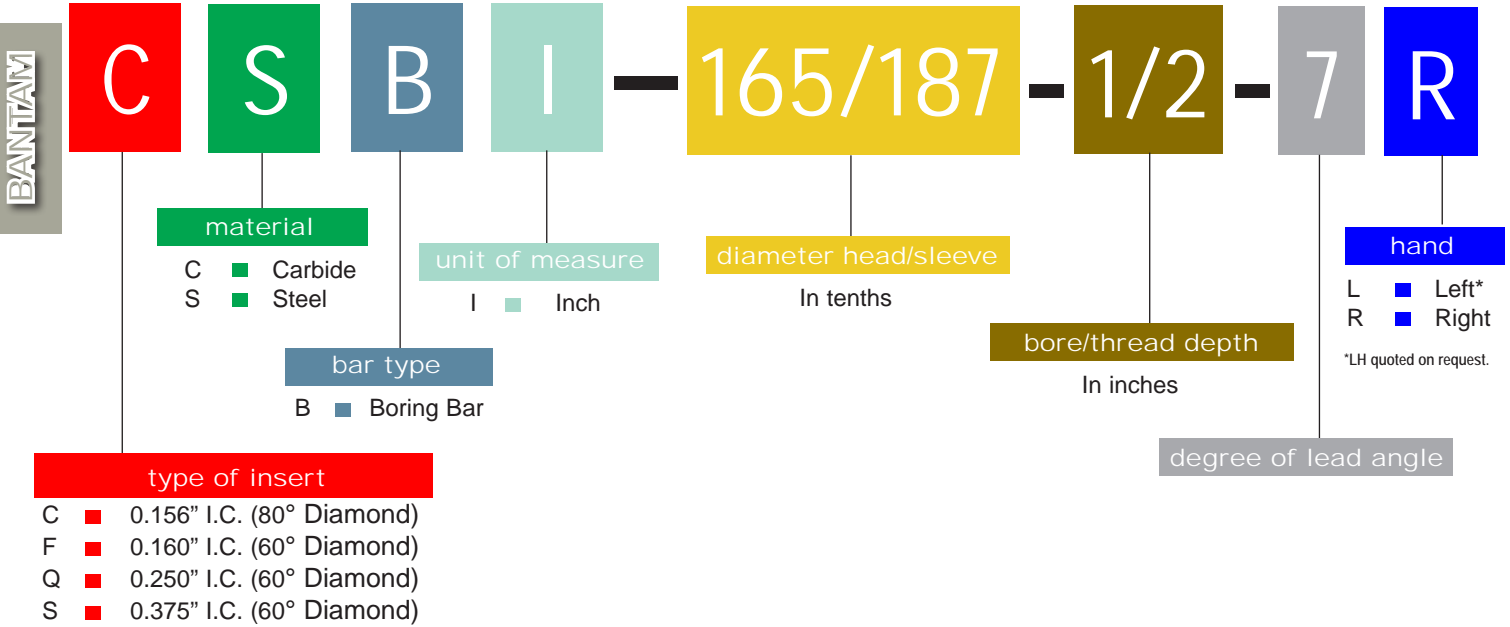 BANTAM
C S B I - 165/187 - 1/2 - 7 R
material
C Carbide
S Steel
unit of measure
I Inch
diameter head/sleeve
In tenths
hand
L Left*
R Right
*LH quoted on request.
bar type
B Boring Bar
bore/thread depth
In inches
degree of lead angle
type of insert
C 0.156” I.C. (80° Diamond)
F 0.160” I.C. (60° Diamond)
Q 0.250” I.C. (60° Diamond)
S 0.375” I.C. (60° Diamond)